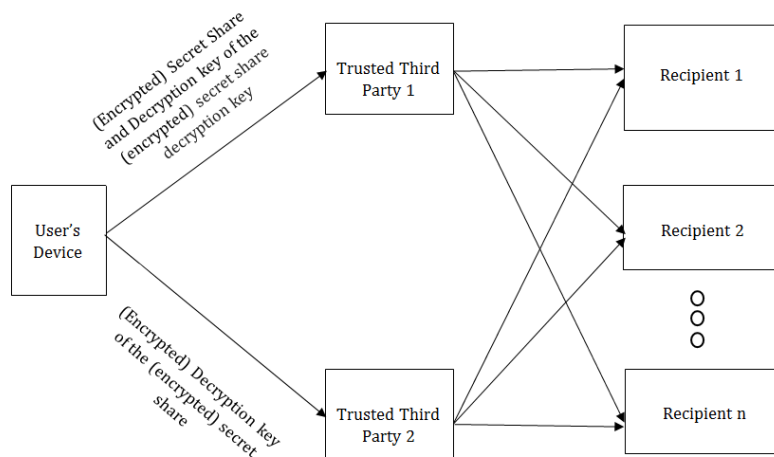 (Encrypted) Secret Share
and Decryption key of the
(encrypted) secret share
decryption key
Trusted Third
Party 1
Recipient 1
User's
Device
Recipient 2
(Encrypted) Decryption key
of the (encrypted) secret
share
Trusted Third
Party 2
Recipient n